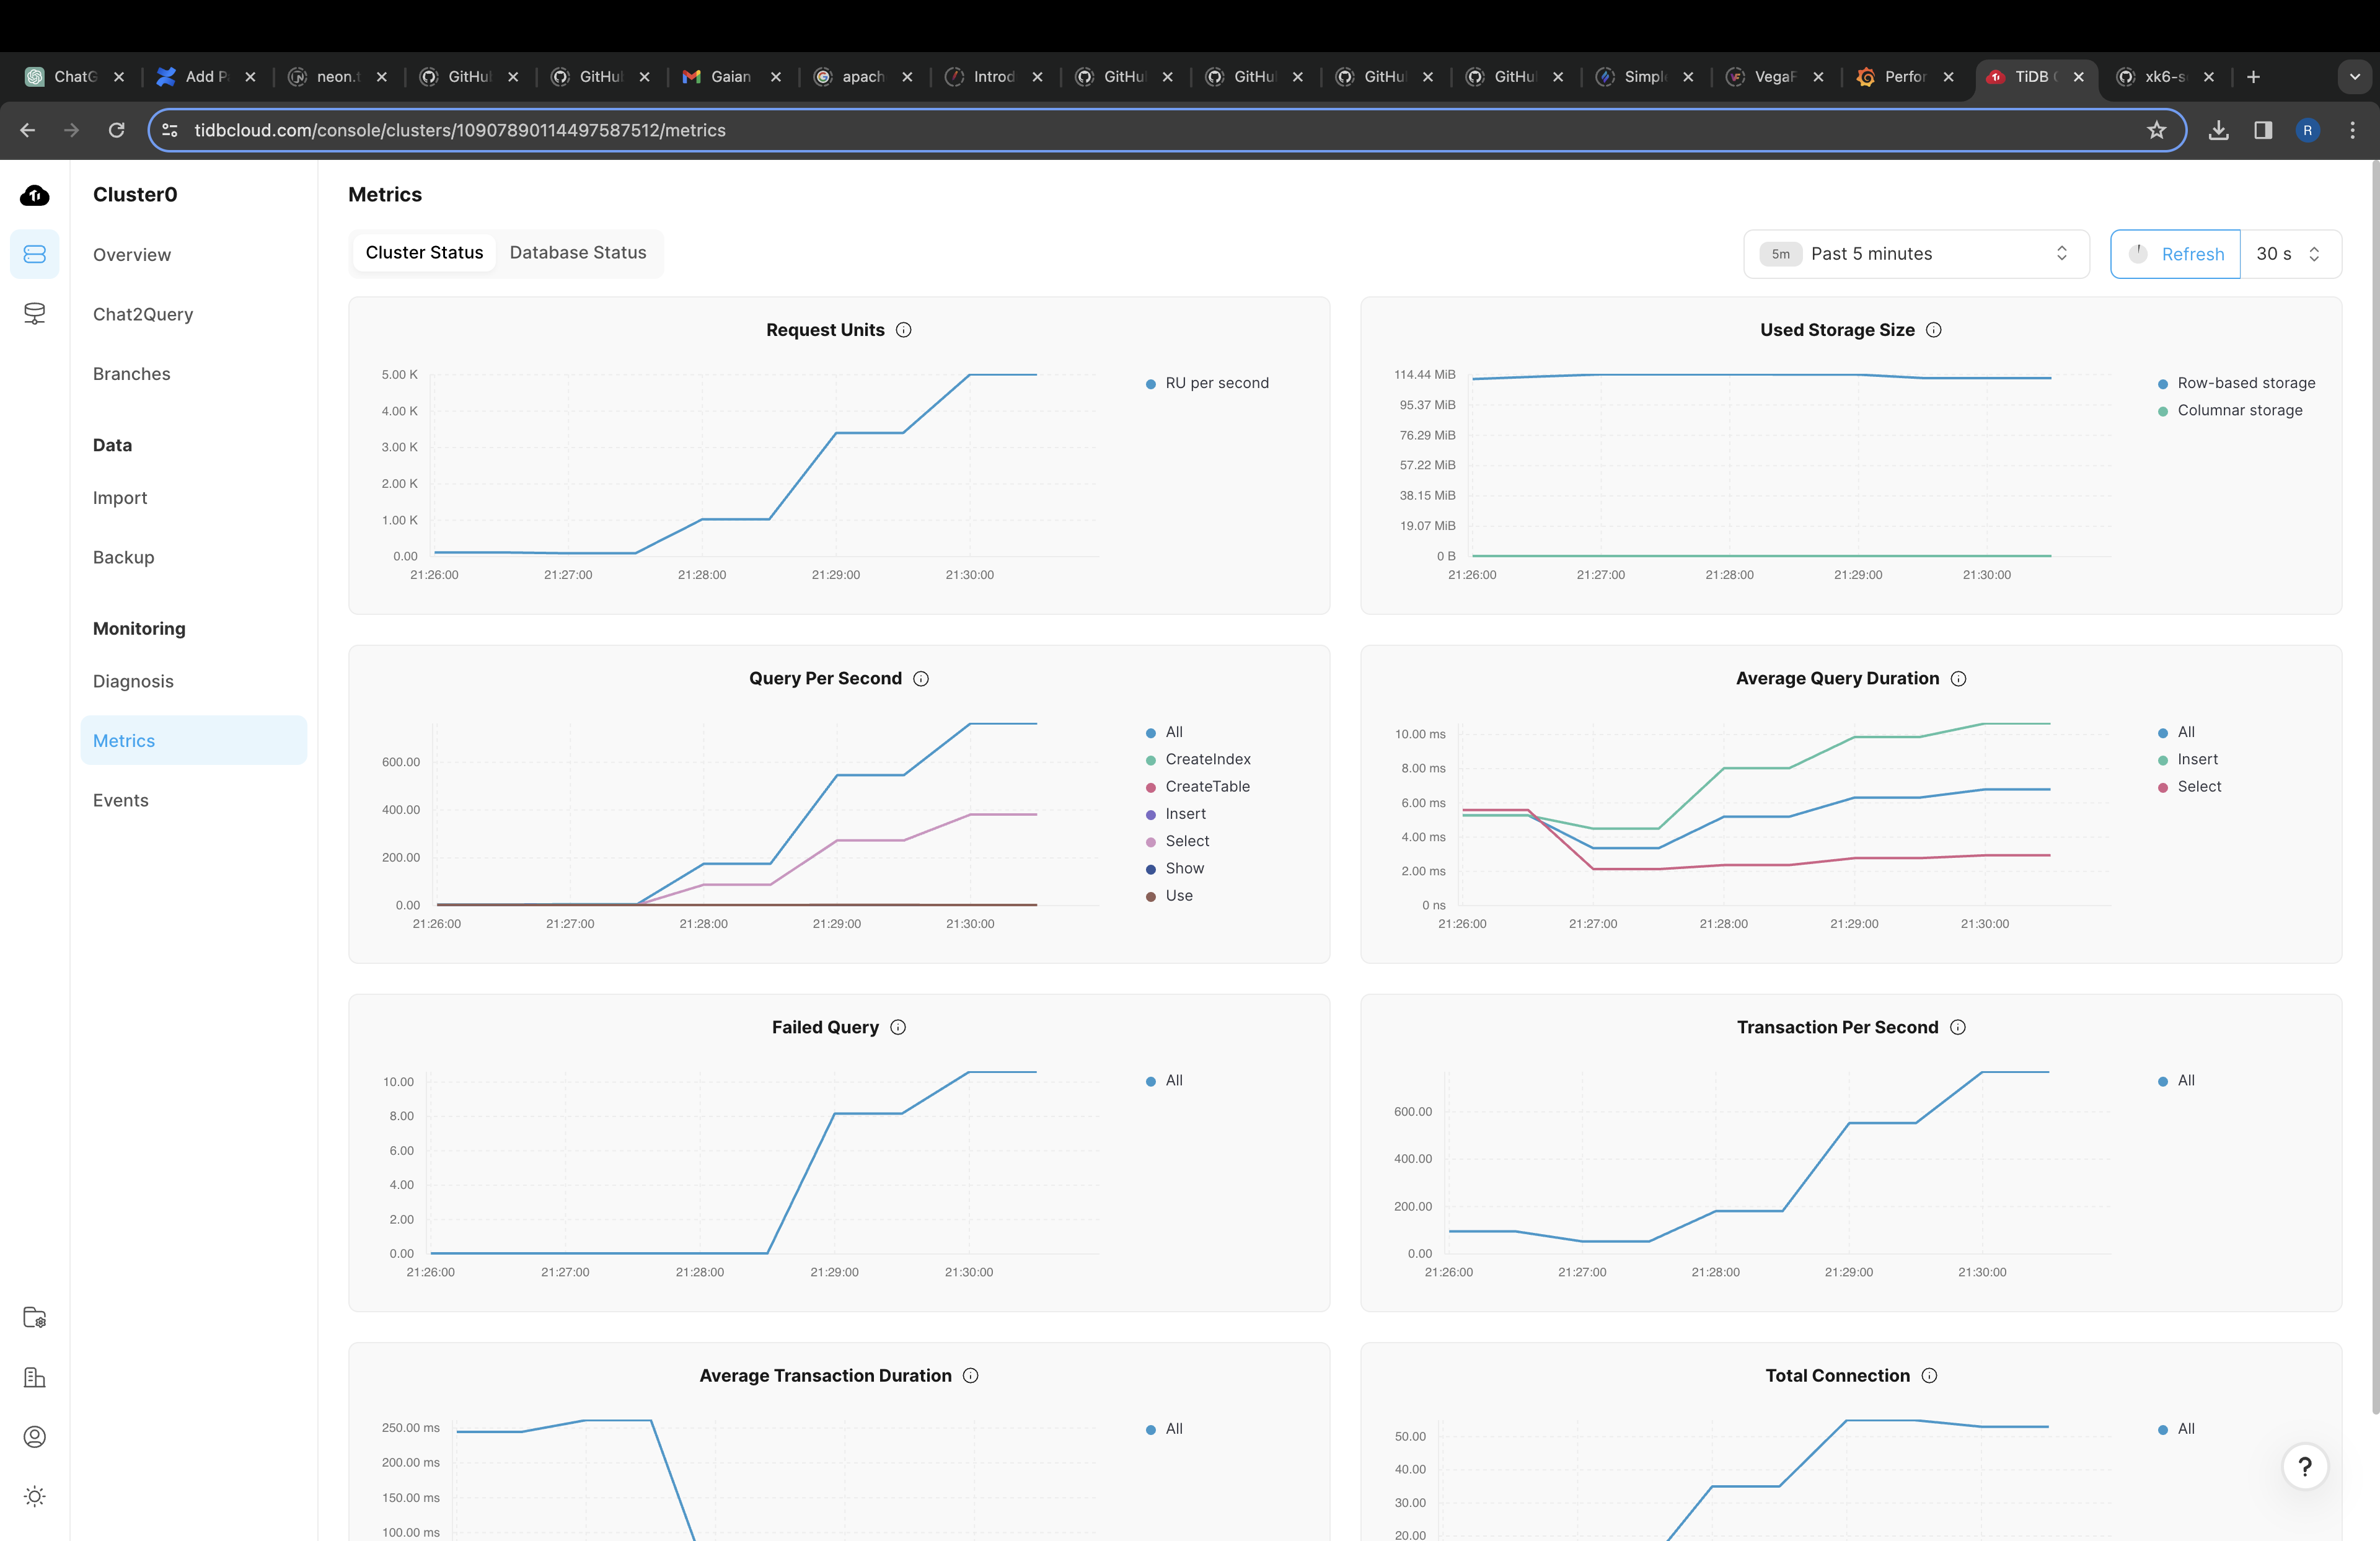 ChatG
Add P
neon.t
GitHul
GitHul
Gaian
apach
Introd
GitHul
GitHul
GitHul
GitHul
Simpl
VegaF
Perfor
TiDB
xk6-s
tidbcloud.com/console/clusters/10907890114497587512/metrics
R
Cluster0
Overview
Chat2Query
Branches
Data
Import
Backup
Monitoring
Diagnosis
Metrics
Events
Metrics
Cluster Status Database Status
5m Past 5 minutes
Refresh 30 s
Request Units
5.00 K
4.00 K
3.00 K
2.00 K
1.00 K
0.00
21:26:00 21:27:00 21:28:00 21:29:00 21:30:00
RU per second
Used Storage Size
114.44 MiB
95.37 MiB
76.29 MiB
57.22 MiB
38.15 MiB
19.07 MiB
0 B
21:26:00 21:27:00 21:28:00 21:29:00 21:30:00
Row-based storage
Columnar storage
Query Per Second
600.00
400.00
200.00
0.00
21:26:00 21:27:00 21:28:00 21:29:00 21:30:00
All
CreateIndex
CreateTable
Insert
Select
Show
Use
Average Query Duration
10.00 ms
8.00 ms
6.00 ms
4.00 ms
2.00 ms
0 ns
21:26:00 21:27:00 21:28:00 21:29:00 21:30:00
All
Insert
Select
Failed Query
10.00
8.00
6.00
4.00
2.00
0.00
21:26:00 21:27:00 21:28:00 21:29:00 21:30:00
All
Transaction Per Second
600.00
400.00
200.00
0.00
21:26:00 21:27:00 21:28:00 21:29:00 21:30:00
All
Average Transaction Duration
250.00 ms
200.00 ms
150.00 ms
100.00 ms
All
Total Connection
50.00
40.00
30.00
20.00
All
?